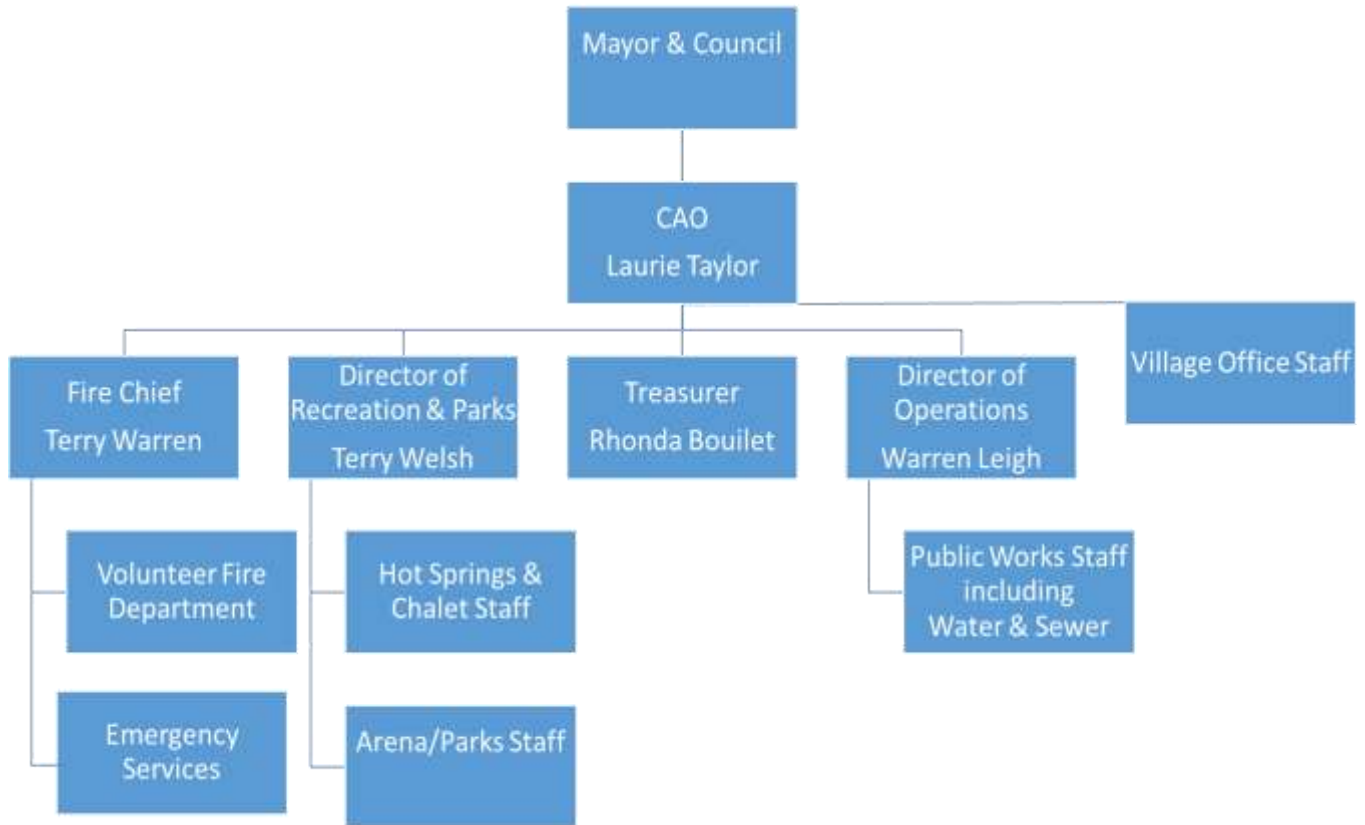 Mayor & Council
CAO
Laurie Taylor
Fire Chief
Terry Warren
Director of
Recreation & Parks
Terry Welsh
Treasurer
Rhonda Bouilet
Director of
Operations
Warren Leigh
Village Office Staff
Volunteer Fire
Department
Hot Springs &
Chalet Staff
Public Works Staff
including
Water & Sewer
Emergency
Services
Arena/Parks Staff